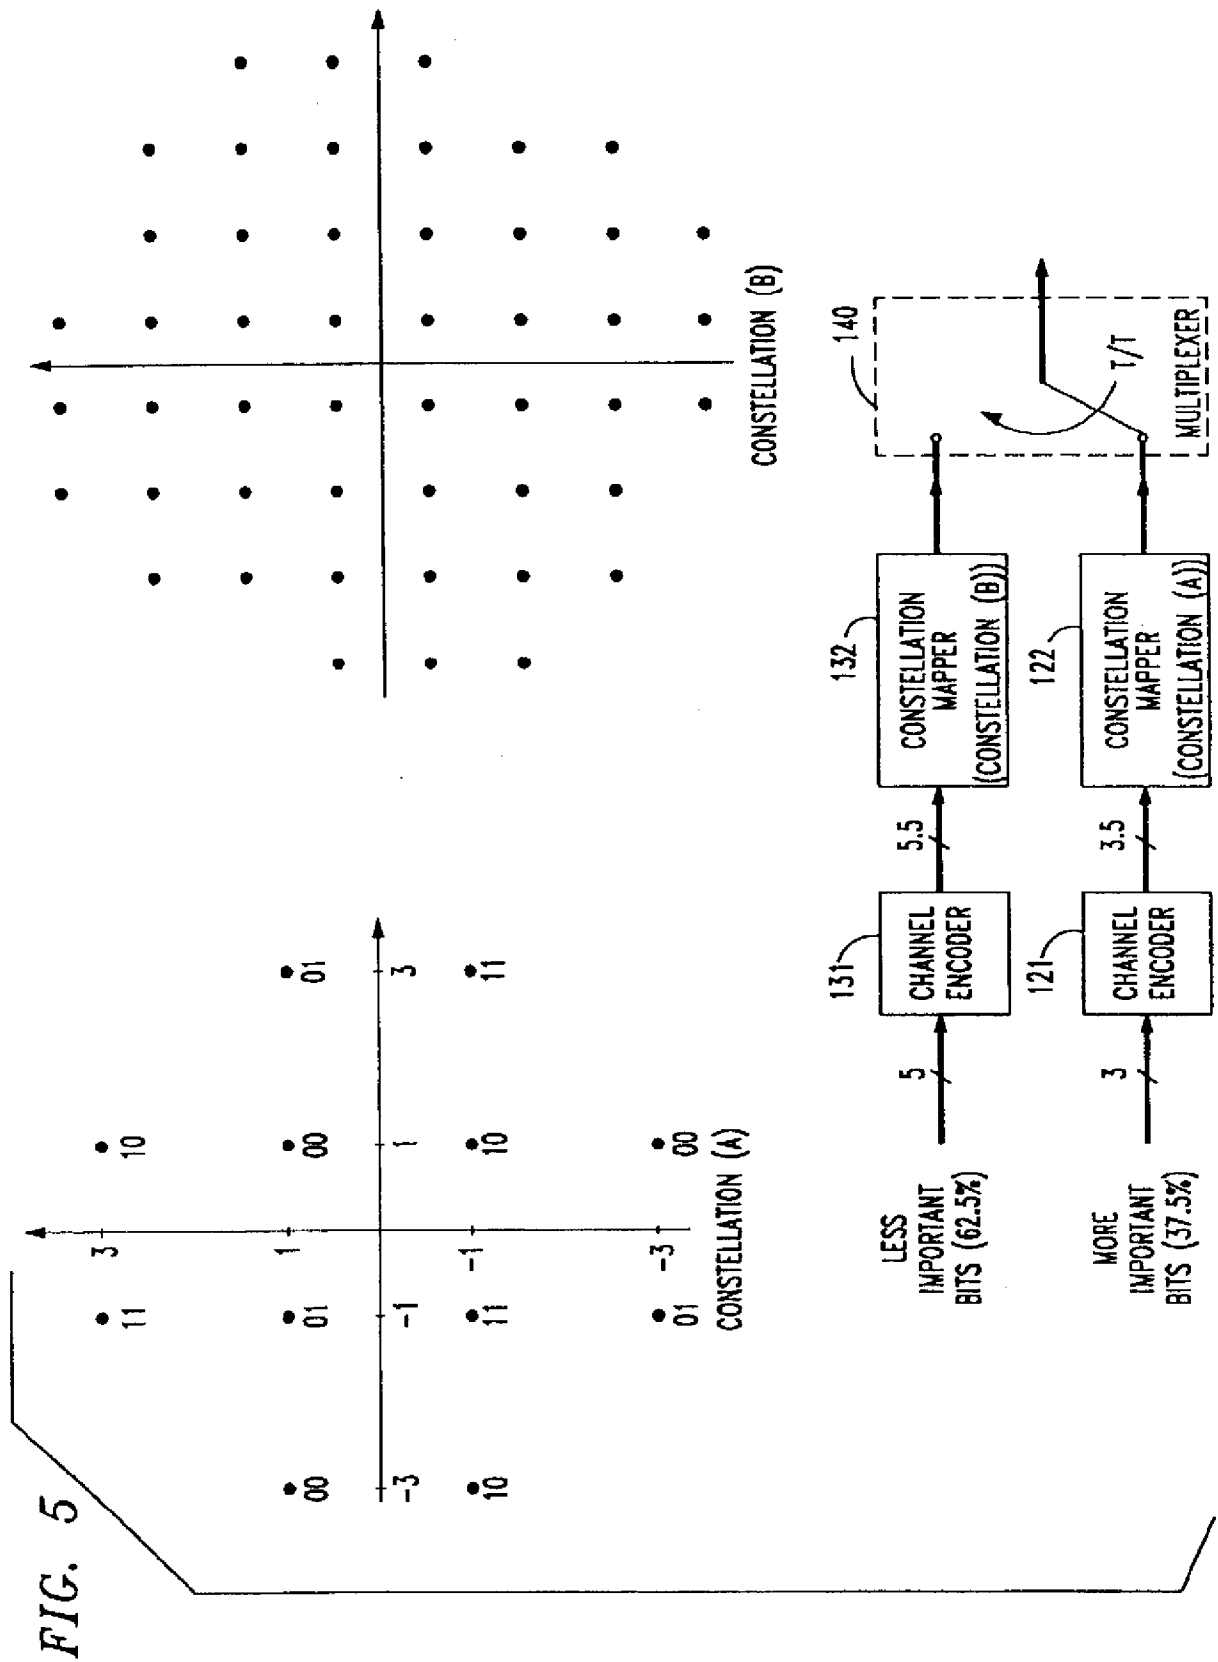 FIG. 5
3
11
10
1
00
01
00
01
-3
-1
1
3
-1
10
11
10
11
-3
01
00
CONSTELLATION (A)
CONSTELLATION (B)
LESS
IMPORTANT
BITS (62.5%)
5
131
CHANNEL
ENCODER
5.5
132
CONSTELLATION
MAPPER
(CONSTELLATION (B))
140
T/T
MULTIPLEXER
MORE
IMPORTANT
BITS (37.5%)
3
121
CHANNEL
ENCODER
3.5
122
CONSTELLATION
MAPPER
(CONSTELLATION (A))